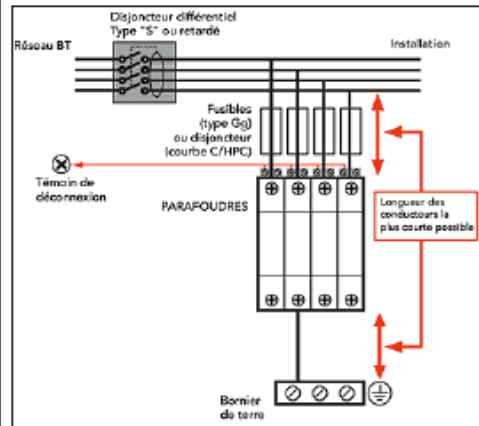 Disjoncteur différentiel
Type "S" ou retardé
Réseau BT
Installation
Fusibles
(type Gg)
ou disjoncteur
(courbe C/HPC)
Témoin de
déconnexion
PARAFOUDRES
Longueur des
conducteurs la
plus courte possible
Bornier
de terre